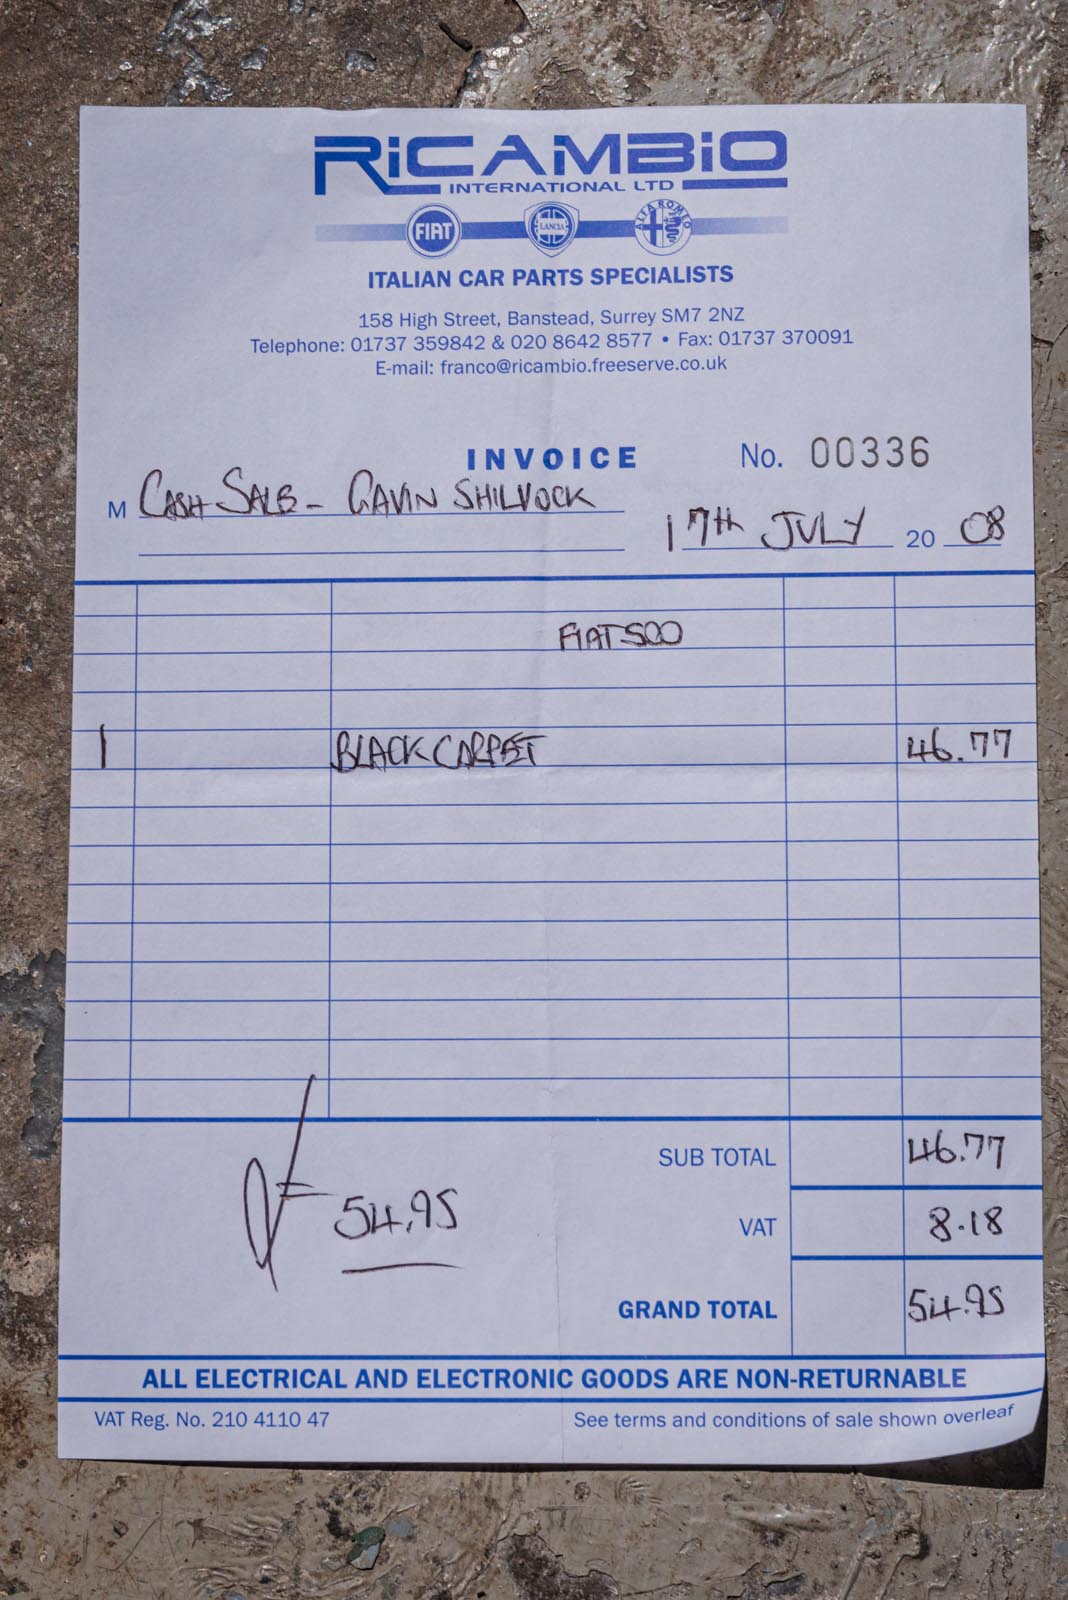 RiCAMBiO
INTERNATIONAL LTD
FIAT LANCIA ALFA ROMEO
ITALIAN CAR PARTS SPECIALISTS
158 High Street, Banstead, Surrey SM7 2NZ
Telephone: 01737 359842 & 020 8642 8577 • Fax: 01737 370091
E-mail: franco@ricambio.freeserve.co.uk
INVOICE No. 00336
M CASH SALE - GAVIN SHILVOCK
17th JULY 20 08
FIAT 500
1 BLACK CARPET 46.77
SUB TOTAL 46.77
54.95
VAT 8.18
GRAND TOTAL 54.95
ALL ELECTRICAL AND ELECTRONIC GOODS ARE NON-RETURNABLE
VAT Reg. No. 210 4110 47 See terms and conditions of sale shown overleaf